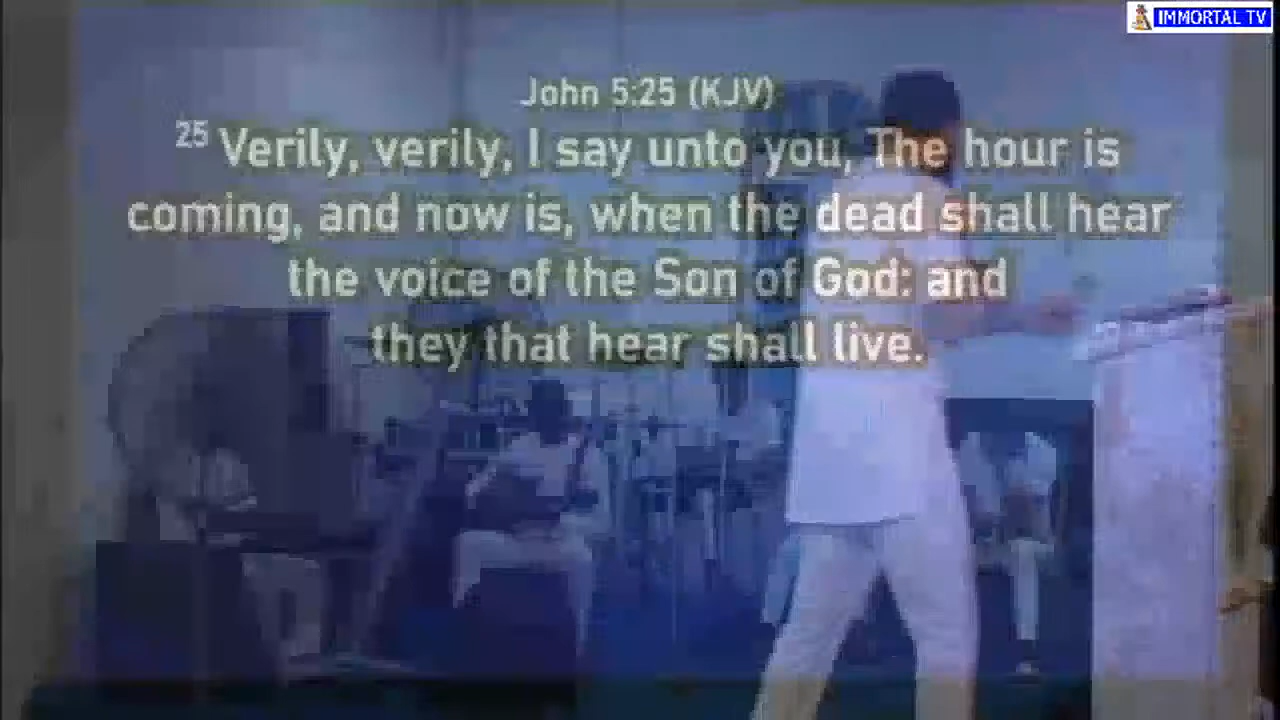 IMMORTAL TV
John 5:25 (KJV)
25 Verily, verily, I say unto you, The hour is
coming, and now is, when the dead shall hear
the voice of the Son of God: and
they that hear shall live.